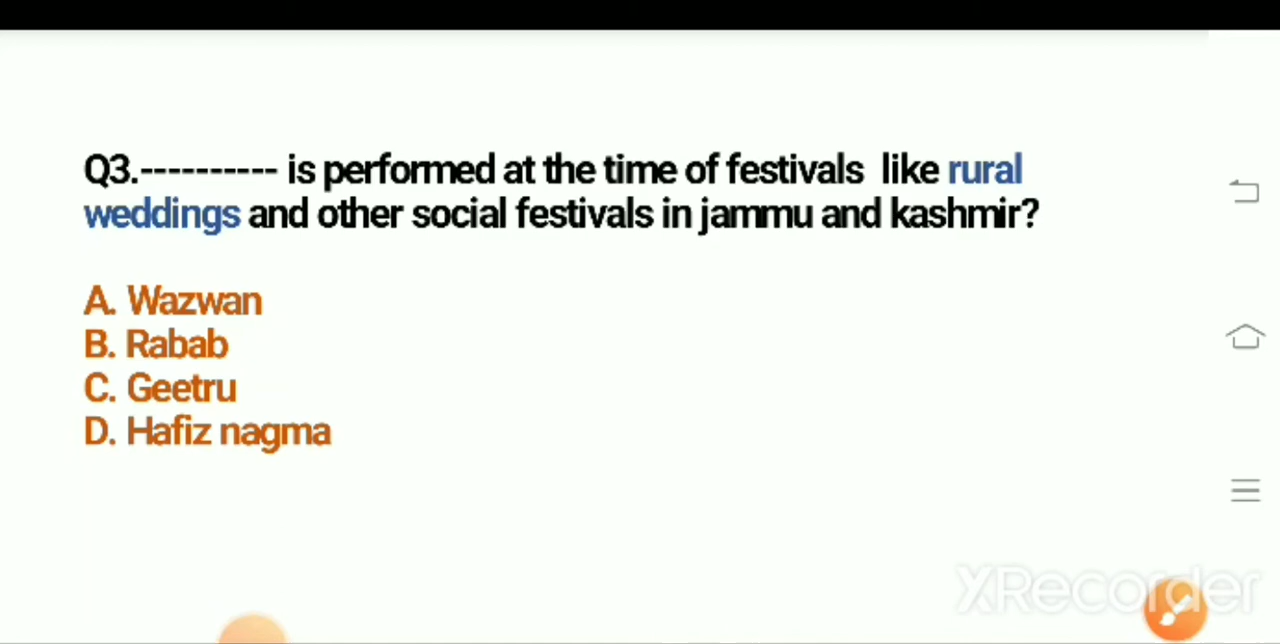 Q3.---------- is performed at the time of festivals like rural
weddings and other social festivals in jammu and kashmir?
A. Wazwan
B. Rabab
C. Geetru
D. Hafiz nagma
XRecorder